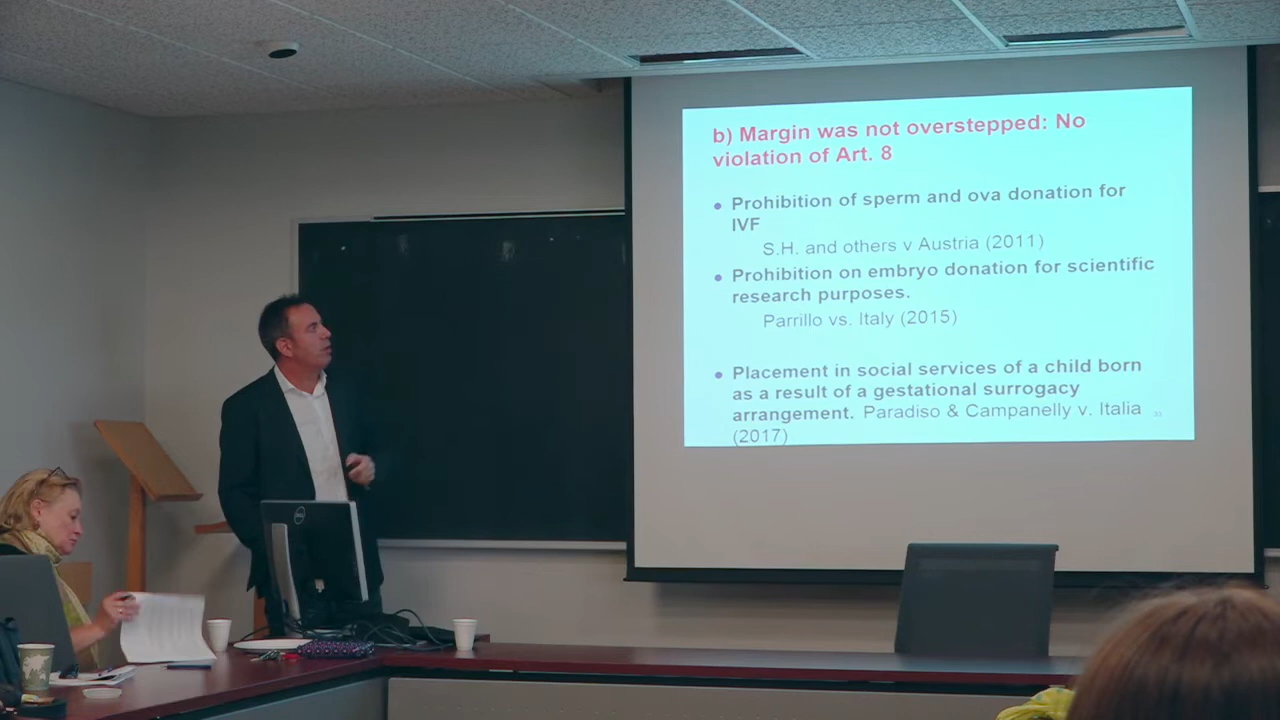 b) Margin was not overstepped: No
violation of Art. 8
• Prohibition of sperm and ova donation for
IVF
S.H. and others v Austria (2011)
• Prohibition on embryo donation for scientific
research purposes.
Parrillo vs. Italy (2015)
• Placement in social services of a child born
as a result of a gestational surrogacy
arrangement. Paradiso & Campanelly v. Italia
(2017)
DELL